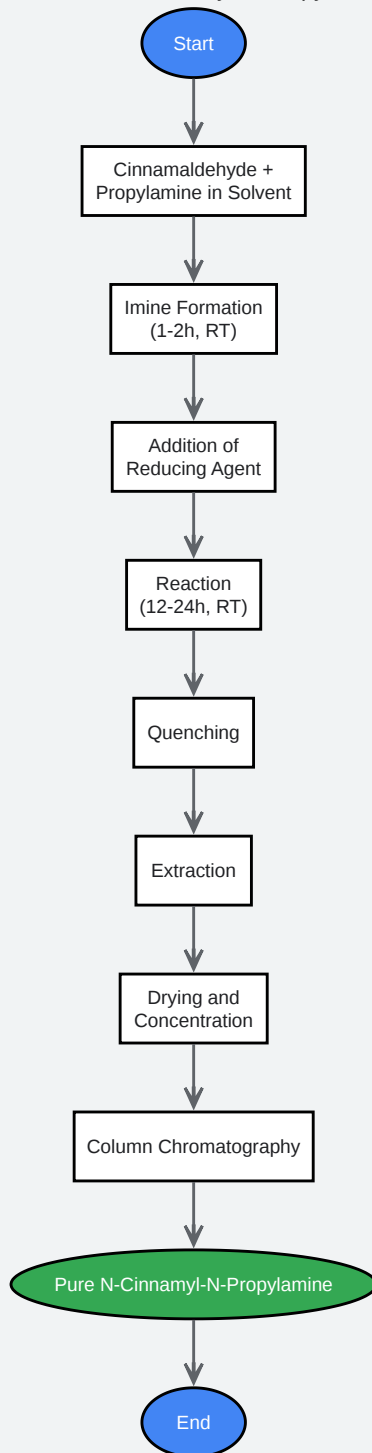 Start
Cinnamaldehyde +
Propylamine in Solvent
Imine Formation
(1-2h, RT)
Addition of
Reducing Agent
Reaction
(12-24h, RT)
Quenching
Extraction
Drying and
Concentration
Column Chromatography
Pure N-Cinnamyl-N-Propylamine
End